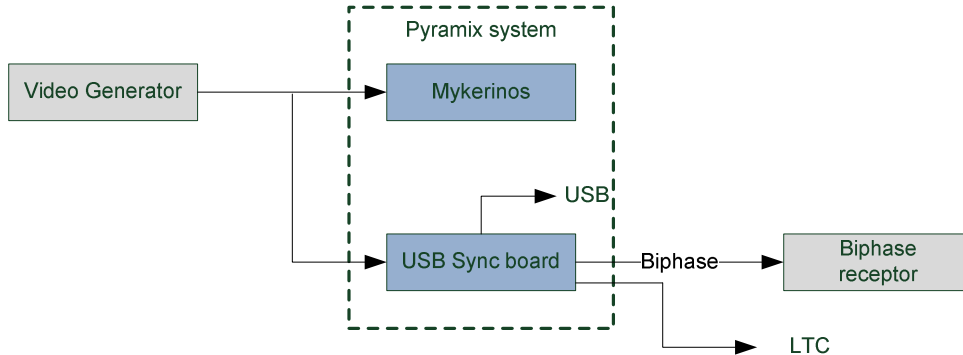 Pyramix system
Video Generator
Mykerinos
USB
USB Sync board
Biphase
Biphase
receptor
LTC